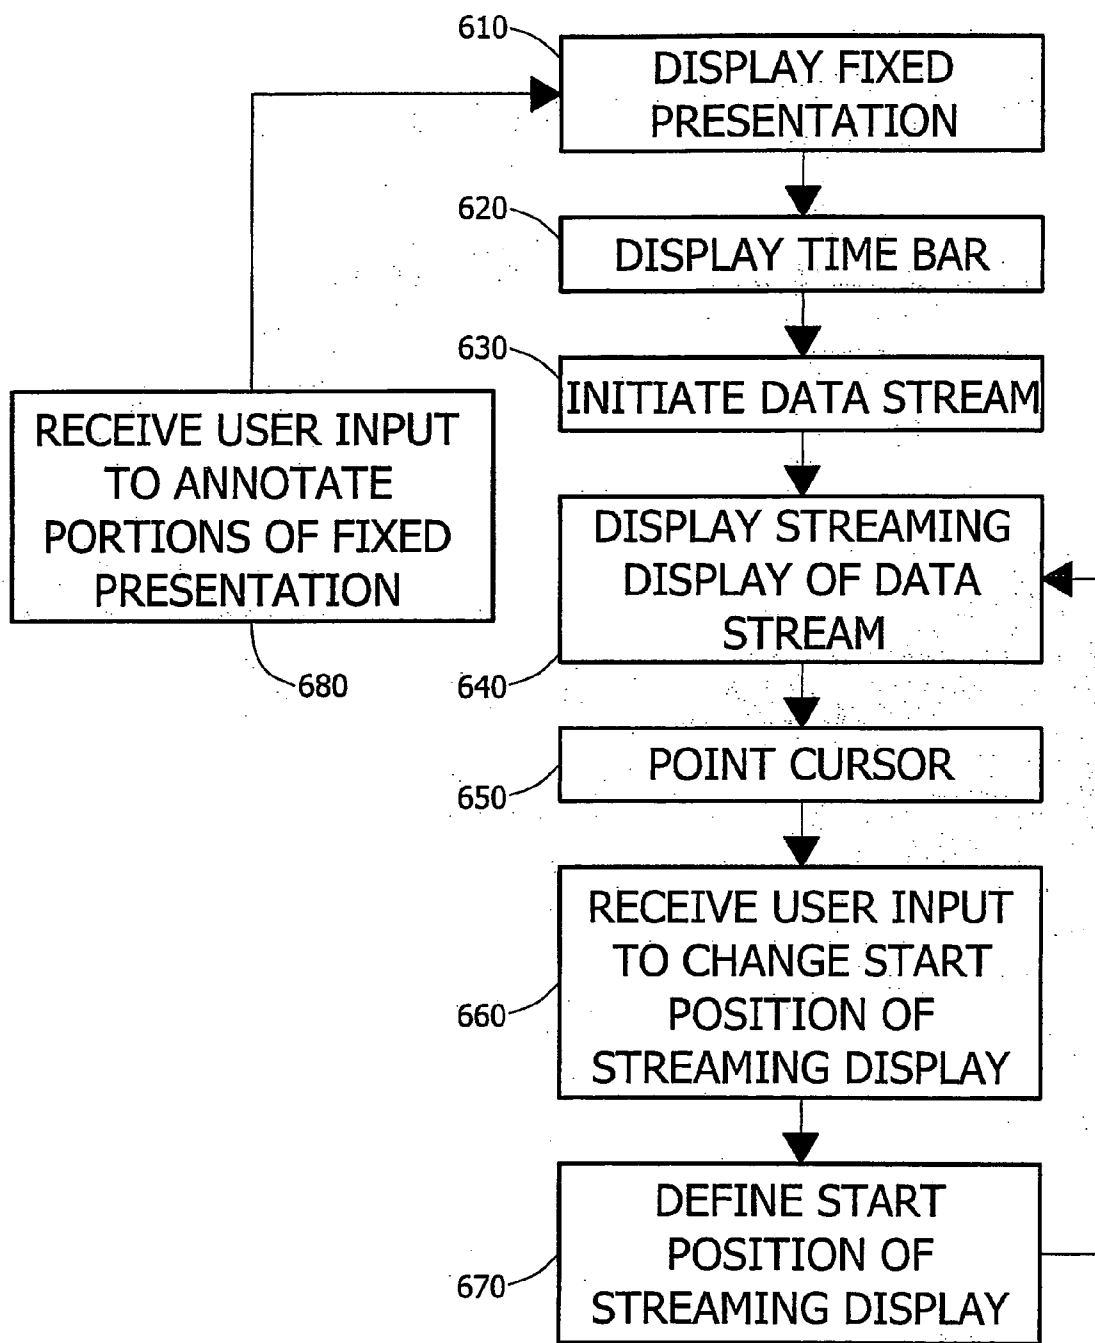 610
DISPLAY FIXED
PRESENTATION
620
DISPLAY TIME BAR
630
INITIATE DATA STREAM
RECEIVE USER INPUT
TO ANNOTATE
PORTIONS OF FIXED
PRESENTATION
680
DISPLAY STREAMING
DISPLAY OF DATA
STREAM
640
POINT CURSOR
650
RECEIVE USER INPUT
TO CHANGE START
POSITION OF
STREAMING DISPLAY
660
DEFINE START
POSITION OF
STREAMING DISPLAY
670